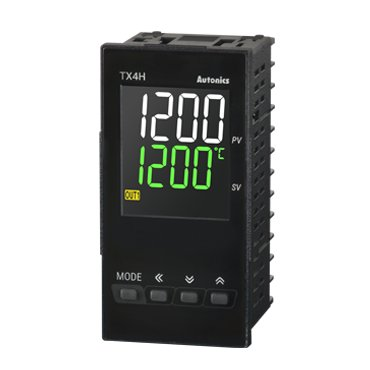 TX4H Autonics
1200 PV
1200 °C SV
OUT1
MODE « ︾ ︽